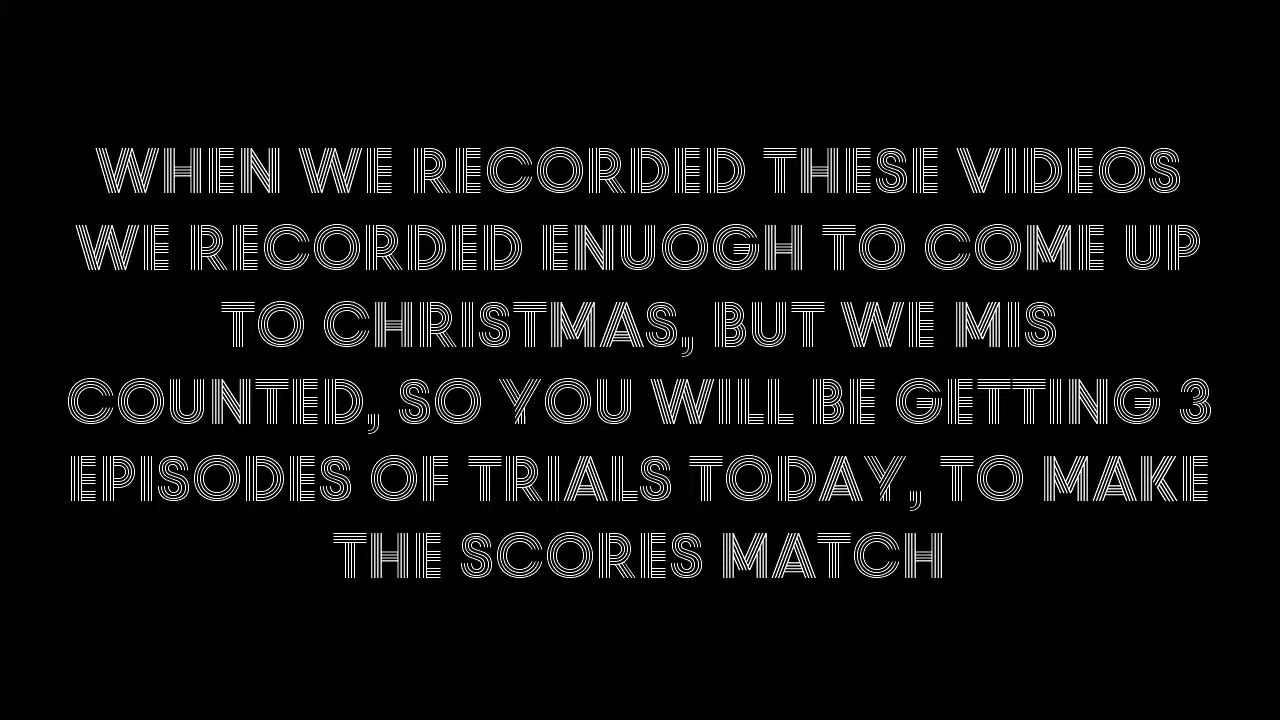 WHEN WE RECORDED THESE VIDEOS
WE RECORDED ENUOGH TO COME UP
TO CHRISTMAS, BUT WE MIS
COUNTED, SO YOU WILL BE GETTING 3
EPISODES OF TRIALS TODAY, TO MAKE
THE SCORES MATCH